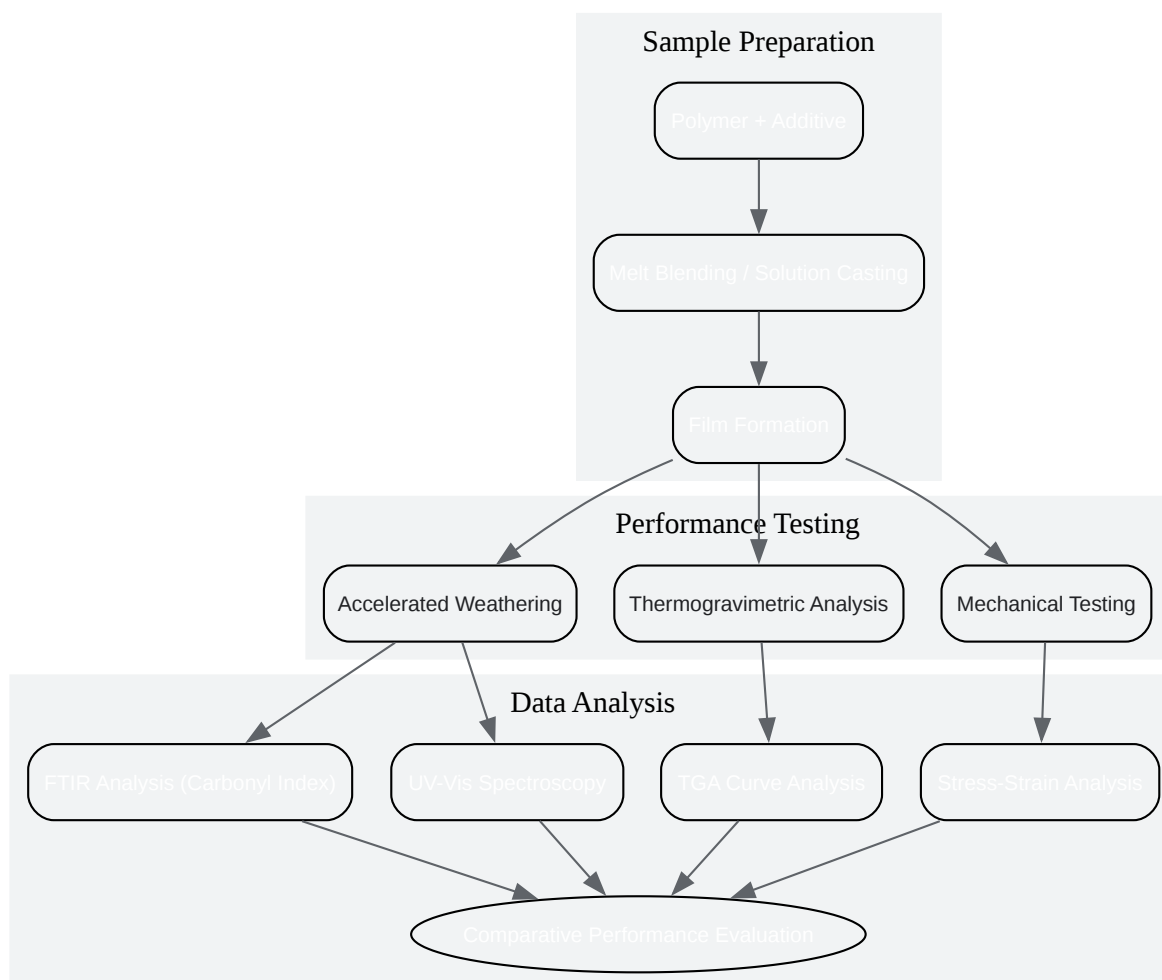 Sample Preparation
Polymer + Additive
Melt Blending / Solution Casting
Film Formation
Performance Testing
Accelerated Weathering
Thermogravimetric Analysis
Mechanical Testing
Data Analysis
FTIR Analysis (Carbonyl Index)
UV-Vis Spectroscopy
TGA Curve Analysis
Stress-Strain Analysis
Comparative Performance Evaluation